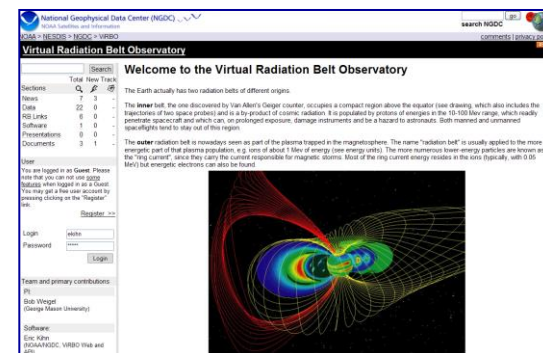 National Geophysical Data Center (NGDC)
NOAA Satellites and Information
go
search NGDC
NOAA > NESDIS > NGDC > ViRBO
comments | privacy po
Virtual Radiation Belt Observatory
Search
Total New Track
Sections
News 7 3 -
Data 22 0 -
RB Links 6 0 -
Software 1 0 -
Presentations 0 0 -
Documents 3 1 -
User
You are logged in as Guest. Please
note that you can not use some
features when logged in as a Guest.
You may get a free user account by
pressing clicking on the "Register"
link.
Register >>
Login
Password *****
Login
Team and primary contributions
PI:
Bob Weigel
(George Mason University)
Software:
Eric Kihn
(NOAA/NGDC, ViRBO Web and
API)
Welcome to the Virtual Radiation Belt Observatory
The Earth actually has two radiation belts of different origins.
The inner belt, the one discovered by Van Allen's Geiger counter, occupies a compact region above the equator (see drawing, which also includes the
trajectories of two space probes) and is a by-product of cosmic radiation. It is populated by protons of energies in the 10-100 Mev range, which readily
penetrate spacecraft and which can, on prolonged exposure, damage instruments and be a hazard to astronauts. Both manned and unmanned
spaceflights tend to stay out of this region.
The outer radiation belt is nowadays seen as part of the plasma trapped in the magnetosphere. The name "radiation belt" is usually applied to the more
energetic part of that plasma population, e.g. ions of about 1 Mev of energy (see energy units). The more numerous lower-energy particles are known as
the "ring current", since they carry the current responsible for magnetic storms. Most of the ring current energy resides in the ions (typically, with 0.05
MeV) but energetic electrons can also be found.